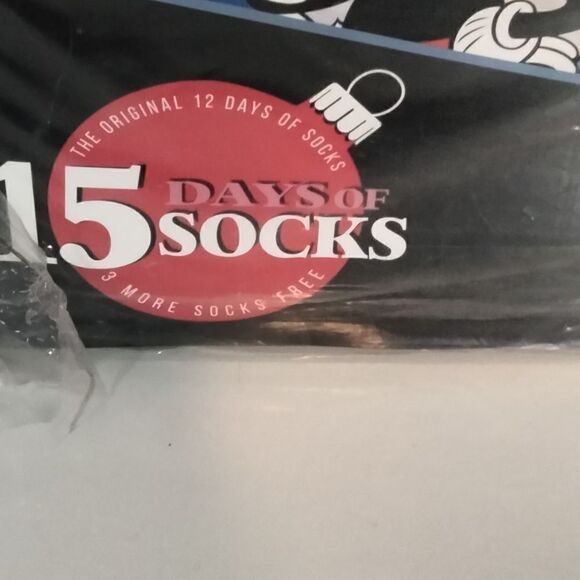 THE ORIGINAL 12 DAYS OF SOCKS
15 DAYS OF
SOCKS
3 MORE SOCKS FREE